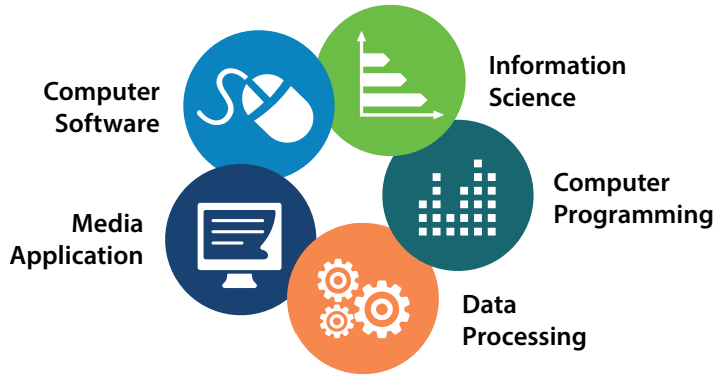 Computer
Software
Information
Science
Computer
Programming
Media
Application
Data
Processing